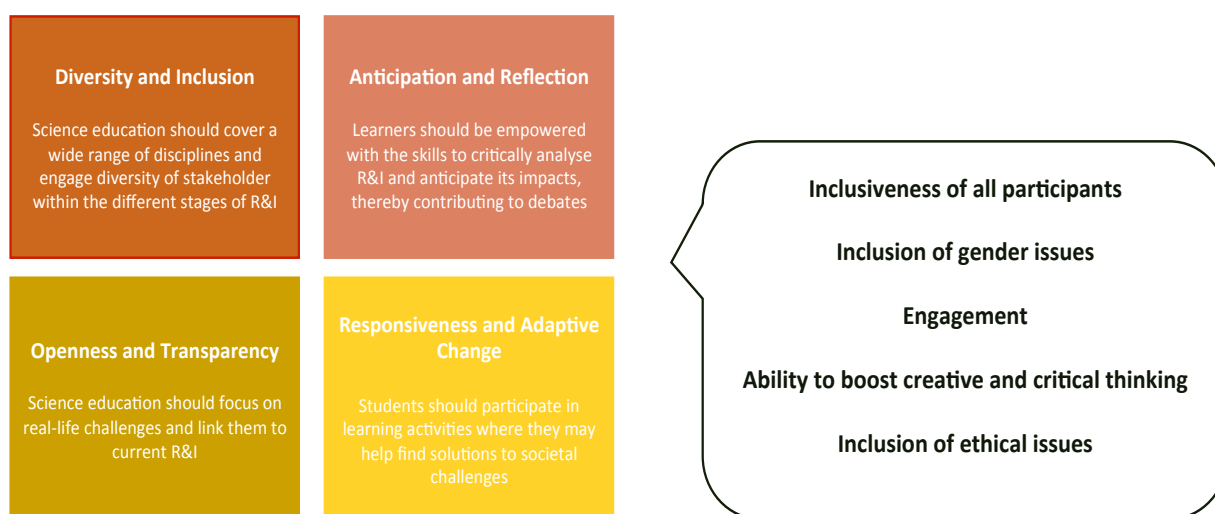 Diversity and Inclusion
Science education should cover a
wide range of disciplines and
engage diversity of stakeholder
within the different stages of R&I
Anticipation and Reflection
Learners should be empowered
with the skills to critically analyse
R&I and anticipate its impacts,
thereby contributing to debates
Openness and Transparency
Science education should focus on
real-life challenges and link them to
current R&I
Responsiveness and Adaptive
Change
Students should participate in
learning activities where they may
help find solutions to societal
challenges
Inclusiveness of all participants
Inclusion of gender issues
Engagement
Ability to boost creative and critical thinking
Inclusion of ethical issues